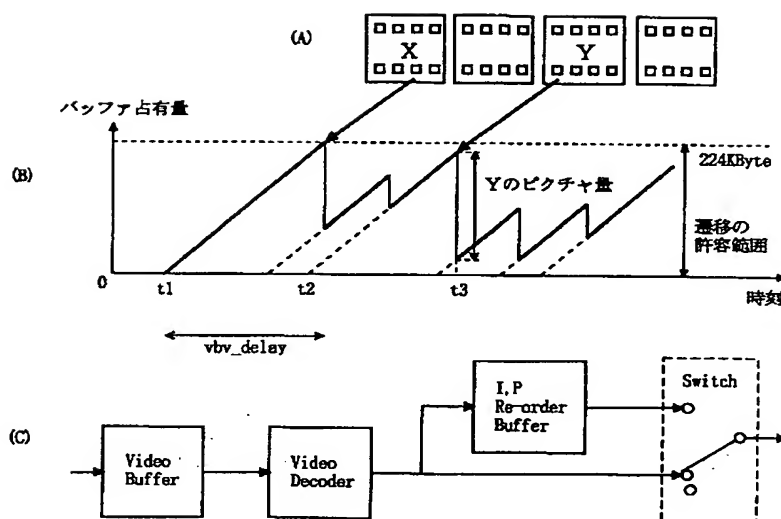 (A)
X
Y
バッファ占有量
(B)
224KByte
Yのピクチャ量
遷移の
許容範囲
0
t1
t2
t3
時刻
vbv_delay
I,P
Re-order
Buffer
Switch
(C)
Video
Buffer
Video
Decoder